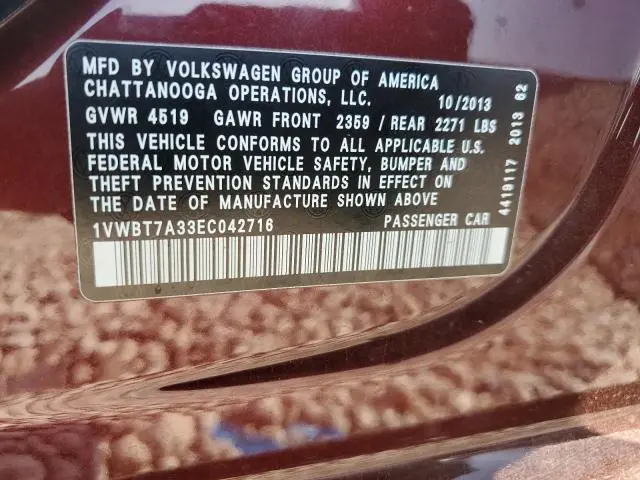 MFD BY VOLKSWAGEN GROUP OF AMERICA
CHATTANOOGA OPERATIONS, LLC. 10/2013
GVWR 4519 GAWR FRONT 2359 / REAR 2271 LBS
THIS VEHICLE CONFORMS TO ALL APPLICABLE U.S.
FEDERAL MOTOR VEHICLE SAFETY, BUMPER AND
THEFT PREVENTION STANDARDS IN EFFECT ON
THE DATE OF MANUFACTURE SHOWN ABOVE
1VWBT7A33EC042716 PASSENGER CAR
4419117 2013 62